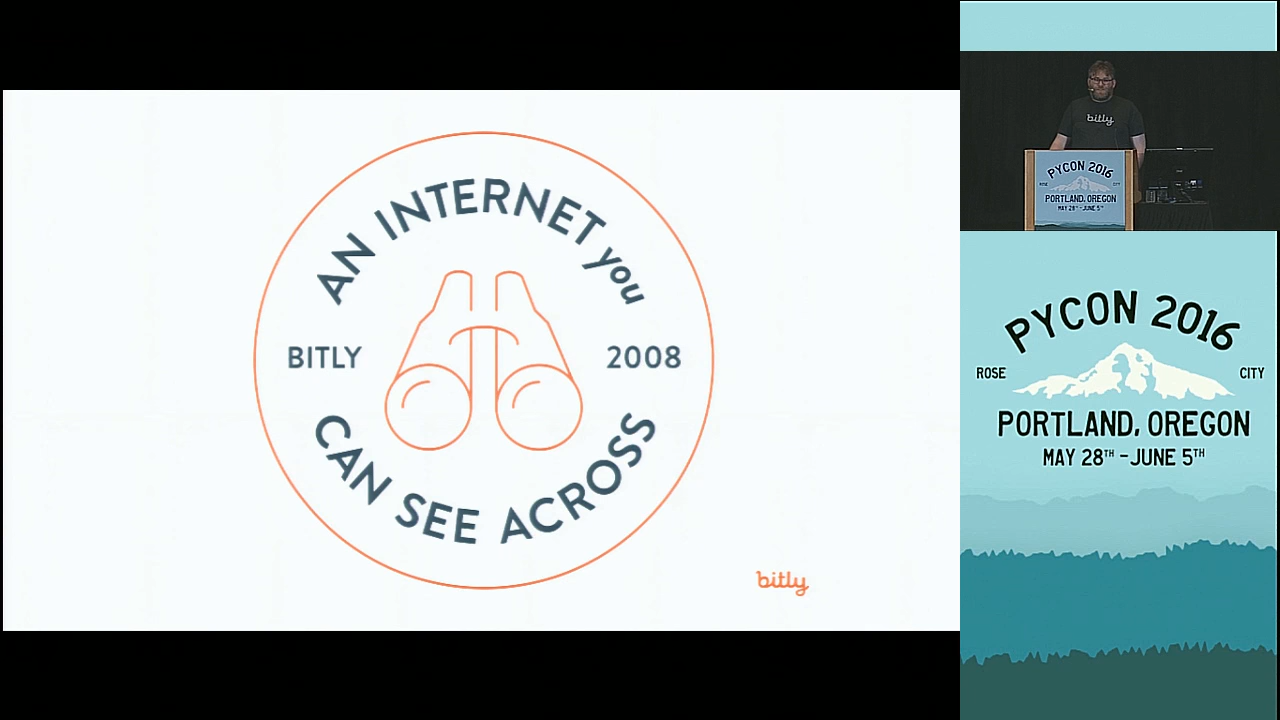 AN INTERNET you
BITLY
2008
CAN SEE ACROSS
bitly
bitly
PYCON 2016
ROSE
CITY
PORTLAND, OREGON
MAY 28TH - JUNE 5TH
PYCON 2016
ROSE
CITY
PORTLAND, OREGON
MAY 28TH - JUNE 5TH